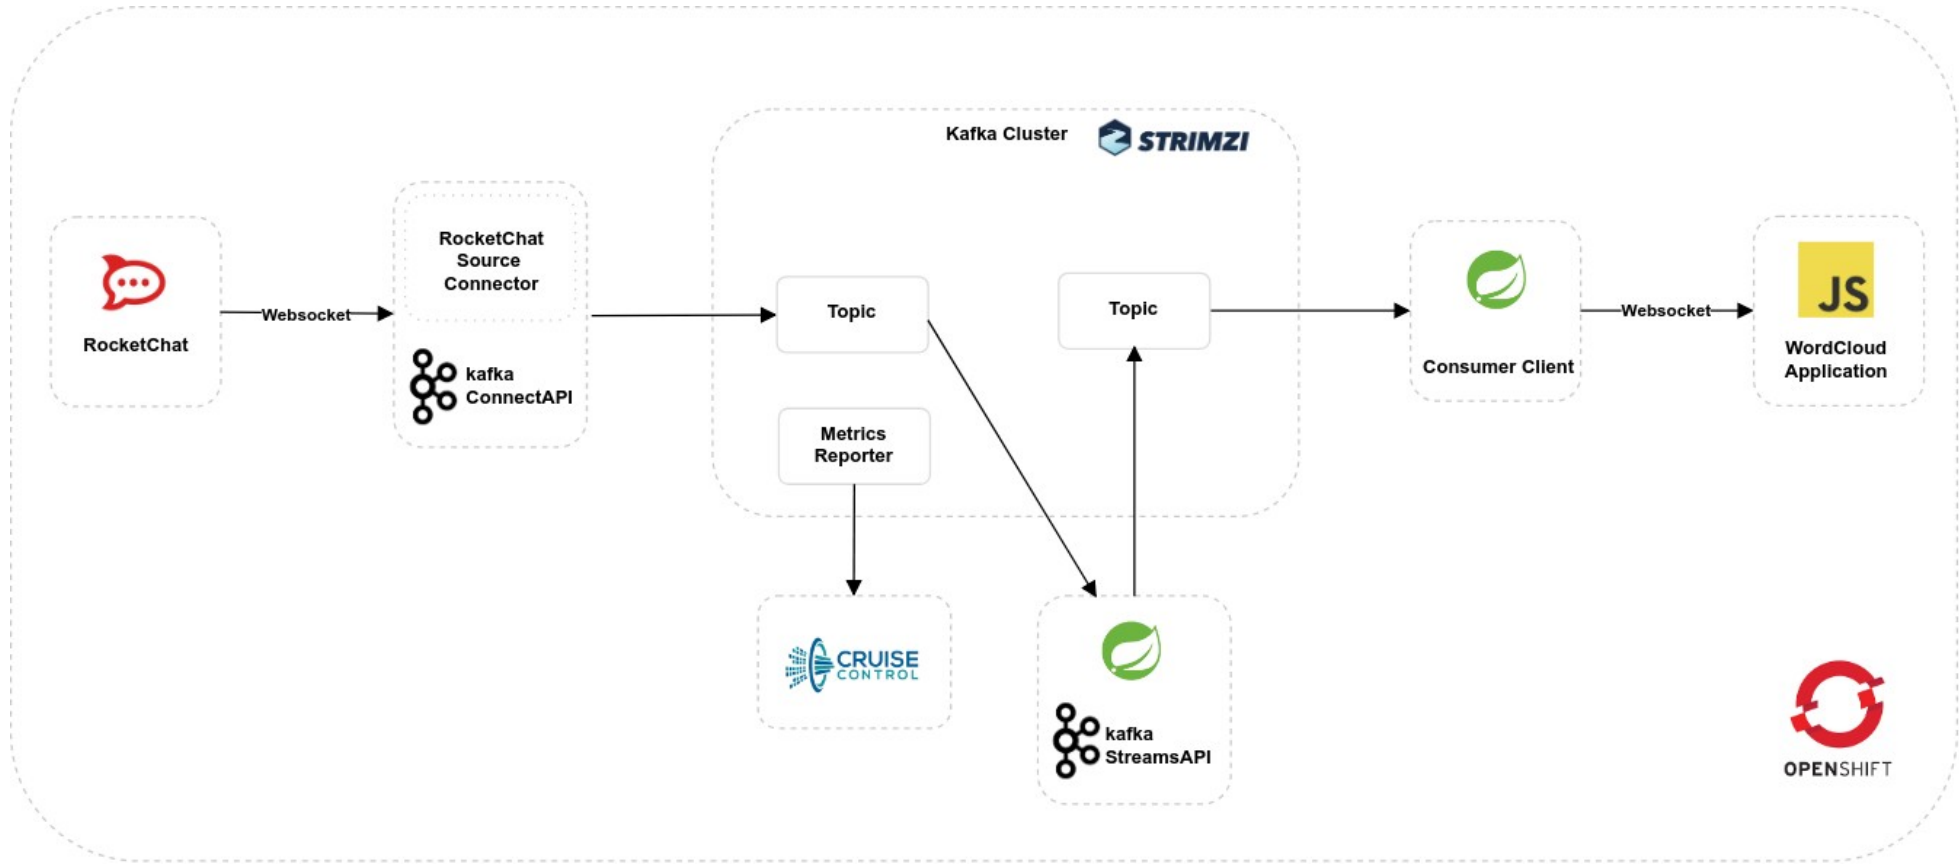 Kafka Cluster
STRIMZI
RocketChat
Websocket
RocketChat
Source
Connector
kafka
ConnectAPI
Topic
Metrics
Reporter
Topic
Consumer Client
Websocket
JS
WordCloud
Application
CRUISE
CONTROL
kafka
StreamsAPI
OPENSHIFT